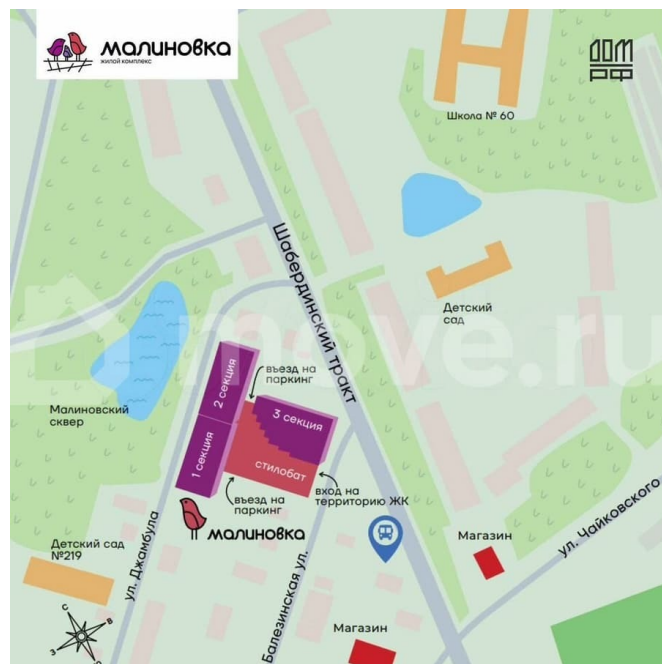 малиновка
жилой комплекс
ДОМ
РФ
Школа № 60
Шабердинский тракт
Детский
сад
move.ru
2 секция
въезд на
паркинг
3 секция
Малиновский
сквер
1 секция
стилобат
въезд на
паркинг
вход на
территорию ЖК
малиновка
Детский сад
№219
ул. Джамбула
Балезинская ул.
Магазин
ул. Чайковского
Магазин
С
В
З